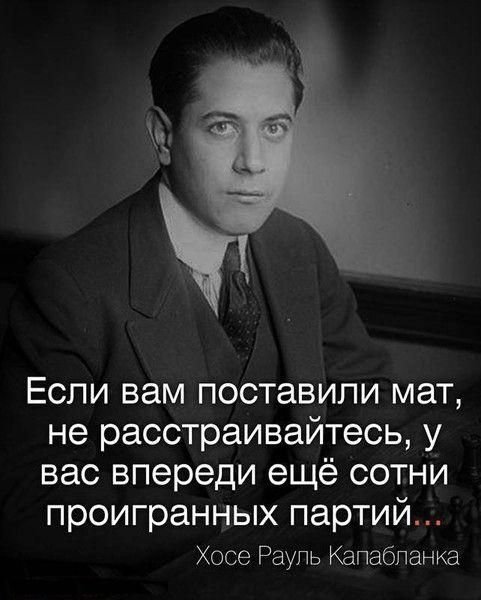 Если вам поставили мат,
не расстраивайтесь, у
вас впереди ещё сотни
проигранных партий...
Хосе Рауль Капабланка